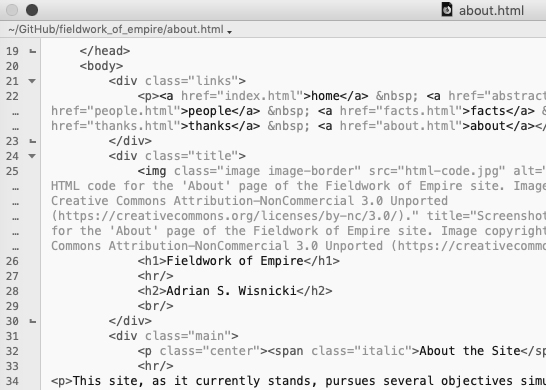 about.html
~/GitHub/fieldwork_of_empire/about.html
19 </head>
20 <body>
21 <div class="links">
22 <p><a href="index.html">home</a> &nbsp; <a href="abstract
… href="people.html">people</a> &nbsp; <a href="facts.html">facts</a>
… href="thanks.html">thanks</a> &nbsp; <a href="about.html">about</a></
23 </div>
24 <div class="title">
25 <img class="image image-border" src="html-code.jpg" alt="
… HTML code for the 'About' page of the Fieldwork of Empire site. Image
… Creative Commons Attribution-NonCommercial 3.0 Unported
… (https://creativecommons.org/licenses/by-nc/3.0/)." title="Screenshot
… for the 'About' page of the Fieldwork of Empire site. Image copyright
… Commons Attribution-NonCommercial 3.0 Unported (https://creativecommo
26 <h1>Fieldwork of Empire</h1>
27 <hr/>
28 <h2>Adrian S. Wisnicki</h2>
29 <br/>
30 </div>
31 <div class="main">
32 <p class="center"><span class="italic">About the Site</sp
33 <hr/>
34 <p>This site, as it currently stands, pursues several objectives simu